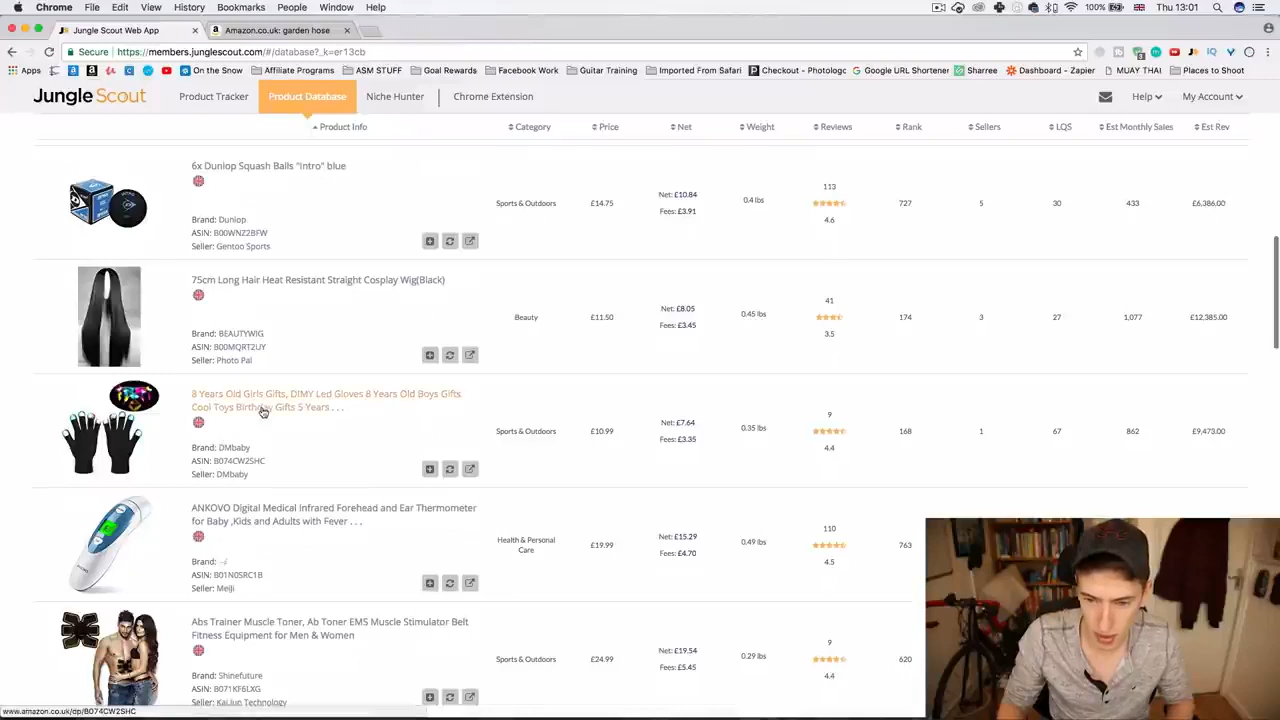 Chrome File Edit View History Bookmarks People Window Help
100% Thu 13:01
Jungle Scout Web App
Amazon.co.uk: garden hose
Secure https://members.junglescout.com/#/database?_k=er13cb
Apps
On the Snow
Affiliate Programs
ASM STUFF
Goal Rewards
Facebook Work
Guitar Training
Imported From Safari
Checkout - Photologo
Google URL Shortener
Sharree
Dashboard - Zapier
MUAY THAI
Places to Shoot
Jungle Scout
Product Tracker
Product Database
Niche Hunter
Chrome Extension
Help
My Account
Product Info Category Price Net Weight Reviews Rank Sellers LQS Est Monthly Sales Est Rev
6x Dunlop Squash Balls "Intro" blue
Brand: Dunlop
ASIN: B00WNZ2BFW
Seller: Gentoo Sports
Sports & Outdoors
£14.75
Net: £10.84
Fees: £3.91
0.4 lbs
113
4.6
727
5
30
433
£6,386.00
75cm Long Hair Heat Resistant Straight Cosplay Wig(Black)
Brand: BEAUTYWIG
ASIN: B00MQRT2UY
Seller: Photo Pal
Beauty
£11.50
Net: £8.05
Fees: £3.45
0.45 lbs
41
3.5
174
3
27
1,077
£12,385.00
8 Years Old Girls Gifts, DIMY Led Gloves 8 Years Old Boys Gifts
Cool Toys Birthday Gifts 5 Years . . .
Brand: DMbaby
ASIN: B074CW2SHC
Seller: DMbaby
Sports & Outdoors
£10.99
Net: £7.64
Fees: £3.35
0.35 lbs
9
4.4
168
1
67
862
£9,473.00
ANKOVO Digital Medical Infrared Forehead and Ear Thermometer
for Baby ,Kids and Adults with Fever . . .
Brand:
ASIN: B01N0SRC1B
Seller: MeiJi
Health & Personal
Care
£19.99
Net: £15.29
Fees: £4.70
0.49 lbs
110
4.5
763
Abs Trainer Muscle Toner, Ab Toner EMS Muscle Stimulator Belt
Fitness Equipment for Men & Women
Brand: Shinefuture
ASIN: B071KF6LXG
Seller: KaiJun Technology
Sports & Outdoors
£24.99
Net: £19.54
Fees: £5.45
0.29 lbs
9
4.4
620
www.amazon.co.uk/dp/B074CW2SHC